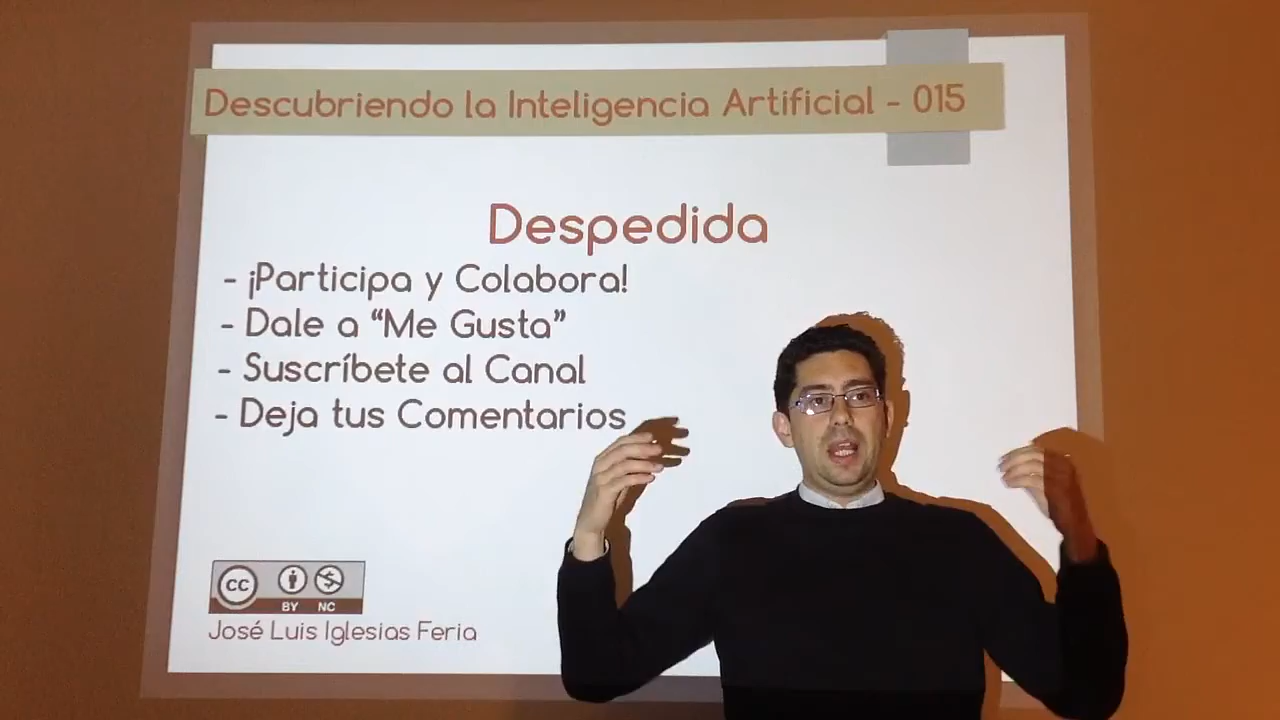 Descubriendo la Inteligencia Artificial - 015
Despedida
- ¡Participa y Colabora!
- Dale a “Me Gusta”
- Suscríbete al Canal
- Deja tus Comentarios
CC
BY NC
José Luis Iglesias Feria